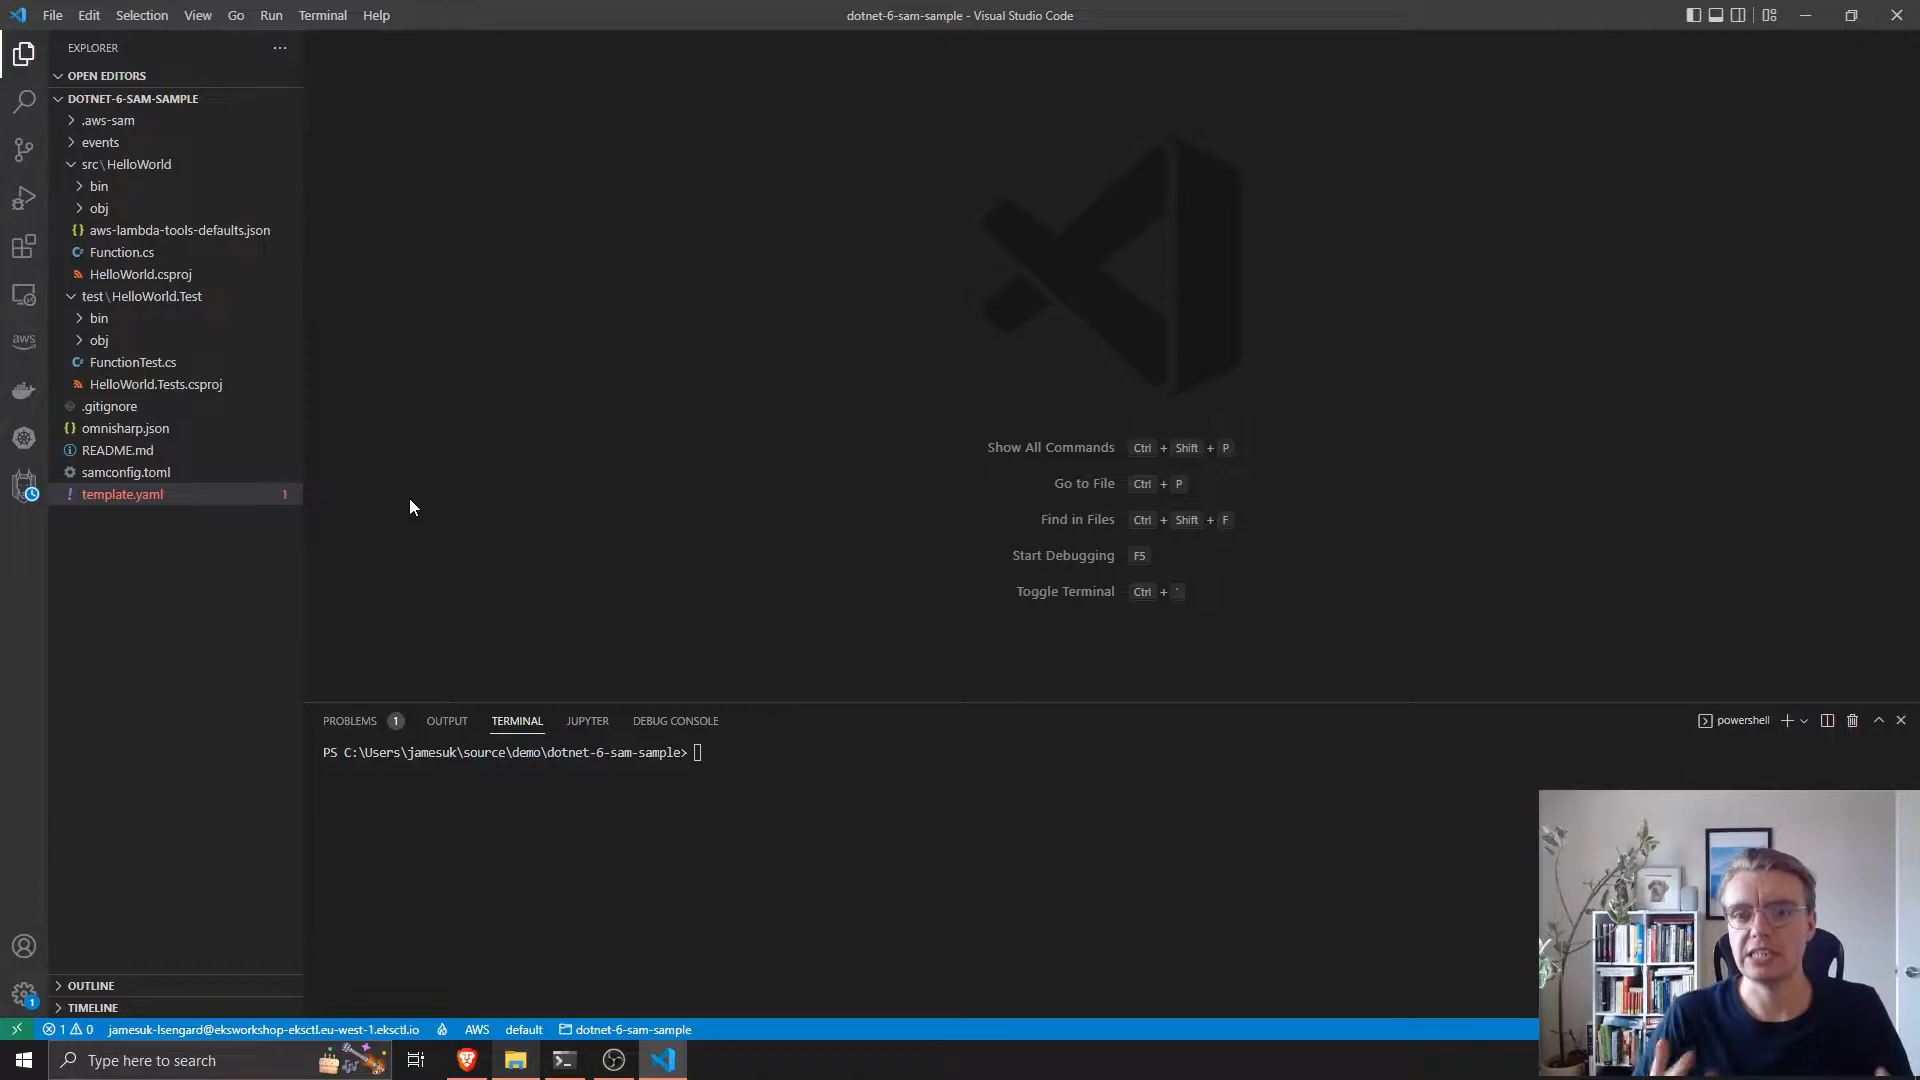 File Edit Selection View Go Run Terminal Help
dotnet-6-sam-sample - Visual Studio Code
EXPLORER
OPEN EDITORS
DOTNET-6-SAM-SAMPLE
.aws-sam
events
src\HelloWorld
bin
obj
aws-lambda-tools-defaults.json
Function.cs
HelloWorld.csproj
test\HelloWorld.Test
bin
obj
FunctionTest.cs
HelloWorld.Tests.csproj
.gitignore
omnisharp.json
README.md
samconfig.toml
template.yaml 1
aws
Show All Commands Ctrl + Shift + P
Go to File Ctrl + P
Find in Files Ctrl + Shift + F
Start Debugging F5
Toggle Terminal Ctrl + `
PROBLEMS 1 OUTPUT TERMINAL JUPYTER DEBUG CONSOLE
powershell
PS C:\Users\jamesuk\source\demo\dotnet-6-sam-sample>
OUTLINE
TIMELINE
1
1 0 jamesuk-lsengard@eksworkshop-eksctl.eu-west-1.eksctl.io AWS default dotnet-6-sam-sample
Type here to search